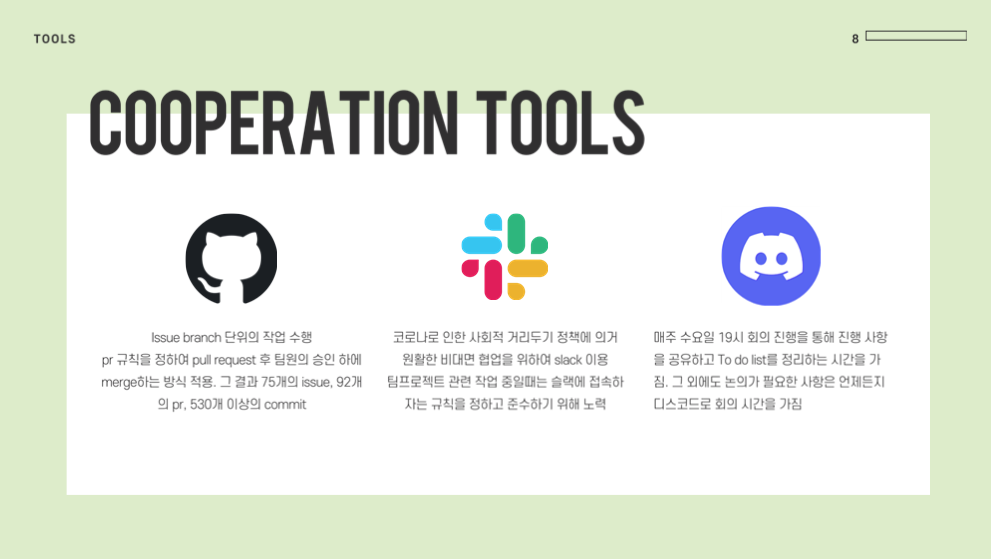 TOOLS
8
COOPERATION TOOLS
Issue branch 단위의 작업 수행
pr 규칙을 정하여 pull request 후 팀원의 승인 하에
merge하는 방식 적용. 그 결과 75개의 issue, 92개
의 pr, 530개 이상의 commit
코로나로 인한 사회적 거리두기 정책에 의거
원활한 비대면 협업을 위하여 slack 이용
팀프로젝트 관련 작업 중일때는 슬랙에 접속하
자는 규칙을 정하고 준수하기 위해 노력
매주 수요일 19시 회의 진행을 통해 진행 사항
을 공유하고 To do list를 정리하는 시간을 가
짐. 그 외에도 논의가 필요한 사항은 언제든지
디스코드로 회의 시간을 가짐